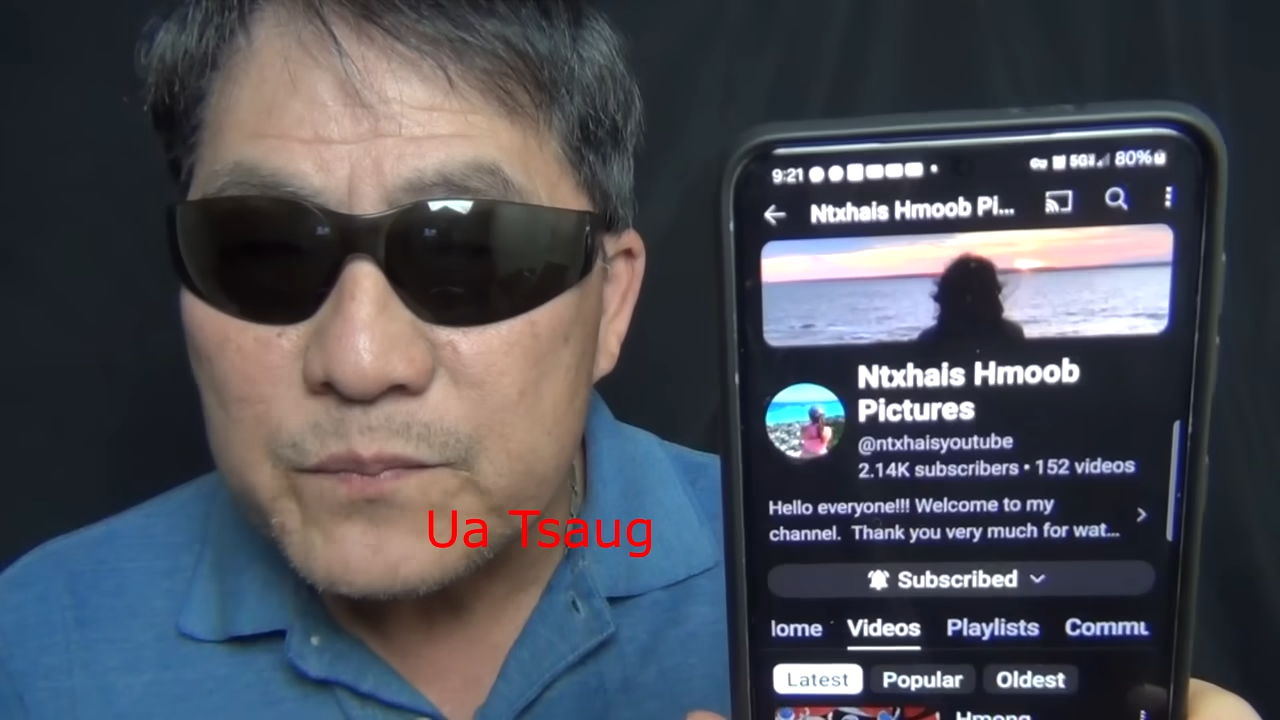 Ua Tsaug
9:21
5G 80%
Ntxhais Hmoob Pi...
Ntxhais Hmoob
Pictures
@ntxhaisyoutube
2.14K subscribers • 152 videos
Hello everyone!!! Welcome to my
channel. Thank you very much for wat...
Subscribed
lome Videos Playlists Commu
Latest Popular Oldest
Hmong